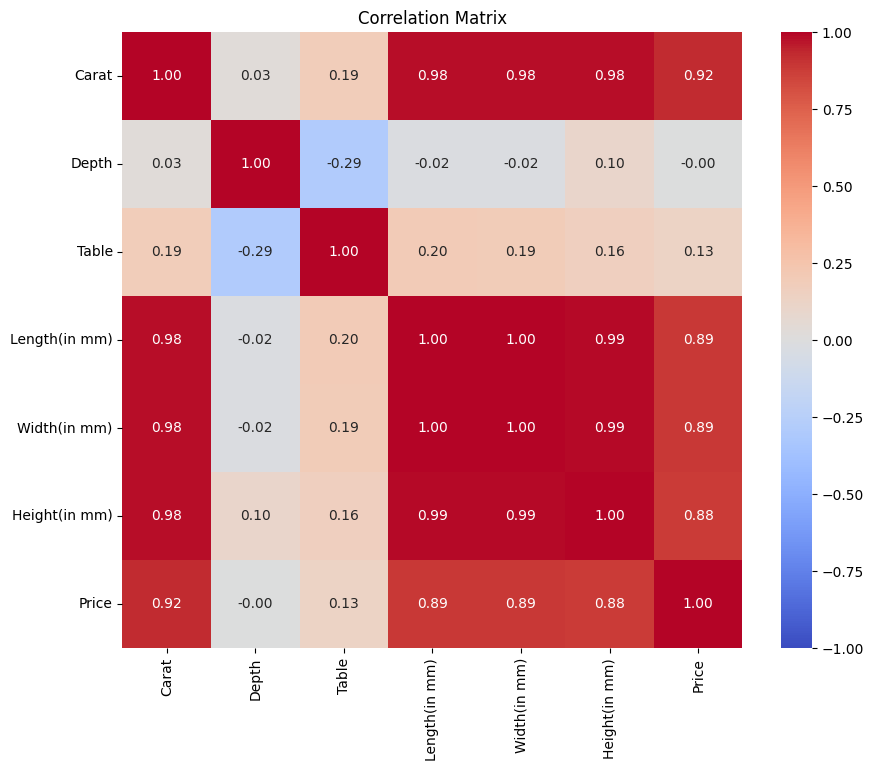 Correlation Matrix
Carat 1.00 0.03 0.19 0.98 0.98 0.98 0.92
Depth 0.03 1.00 -0.29 -0.02 -0.02 0.10 -0.00
Table 0.19 -0.29 1.00 0.20 0.19 0.16 0.13
Length(in mm) 0.98 -0.02 0.20 1.00 1.00 0.99 0.89
Width(in mm) 0.98 -0.02 0.19 1.00 1.00 0.99 0.89
Height(in mm) 0.98 0.10 0.16 0.99 0.99 1.00 0.88
Price 0.92 -0.00 0.13 0.89 0.89 0.88 1.00
Carat
Depth
Table
Length(in mm)
Width(in mm)
Height(in mm)
Price
1.00
0.75
0.50
0.25
0.00
−0.25
−0.50
−0.75
−1.00